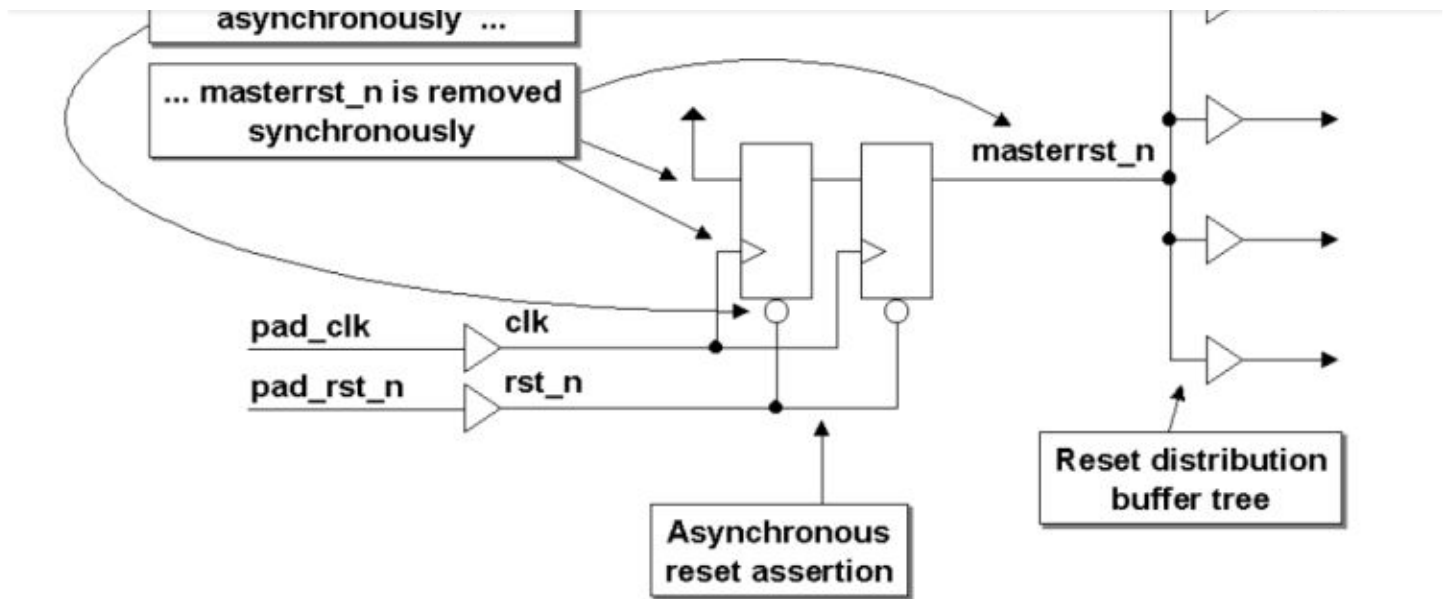 asynchronously ...
... masterrst_n is removed
synchronously
masterrst_n
pad_clk
clk
pad_rst_n
rst_n
Reset distribution
buffer tree
Asynchronous
reset assertion